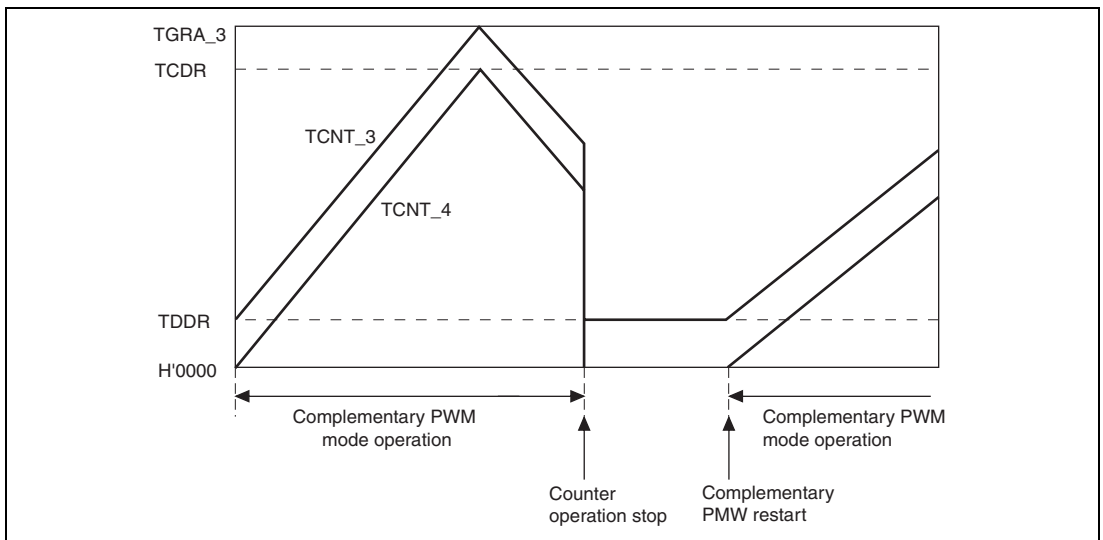 TGRA_3
TCDR
TCNT_3
TCNT_4
TDDR
H'0000
Complementary PWM
mode operation
Complementary PWM
mode operation
Counter
operation stop
Complementary
PMW restart